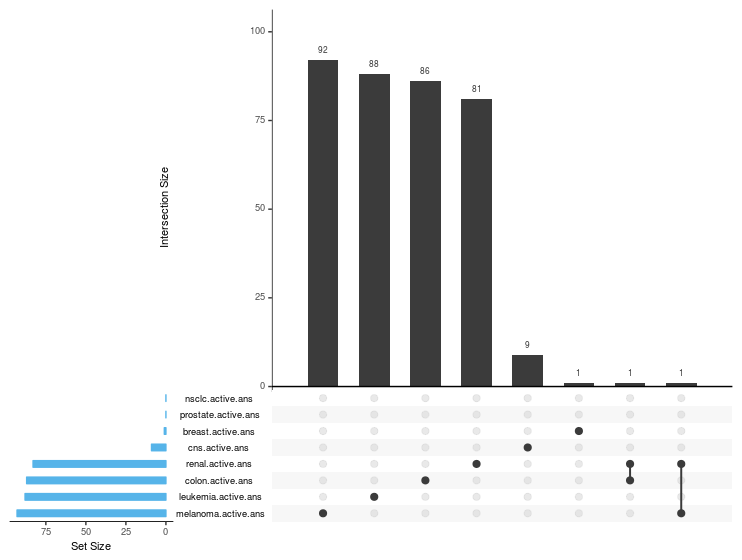 100
75
50
25
0
Intersection Size
92
88
86
81
9
1
1
1
nsclc.active.ans
prostate.active.ans
breast.active.ans
cns.active.ans
renal.active.ans
colon.active.ans
leukemia.active.ans
melanoma.active.ans
75 50 25 0
Set Size